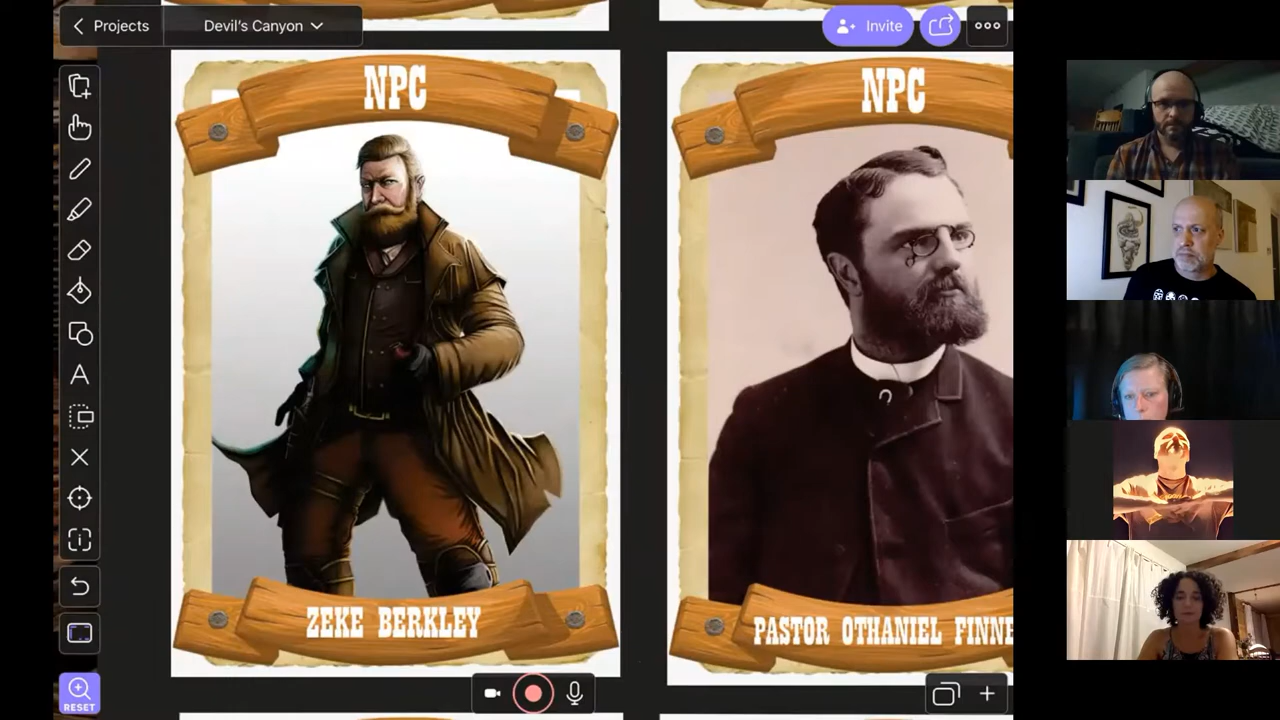 Projects
Devil's Canyon
Invite
NPC
NPC
ZEKE BERKLEY
PASTOR OTHANIEL FINNE
A
RESET